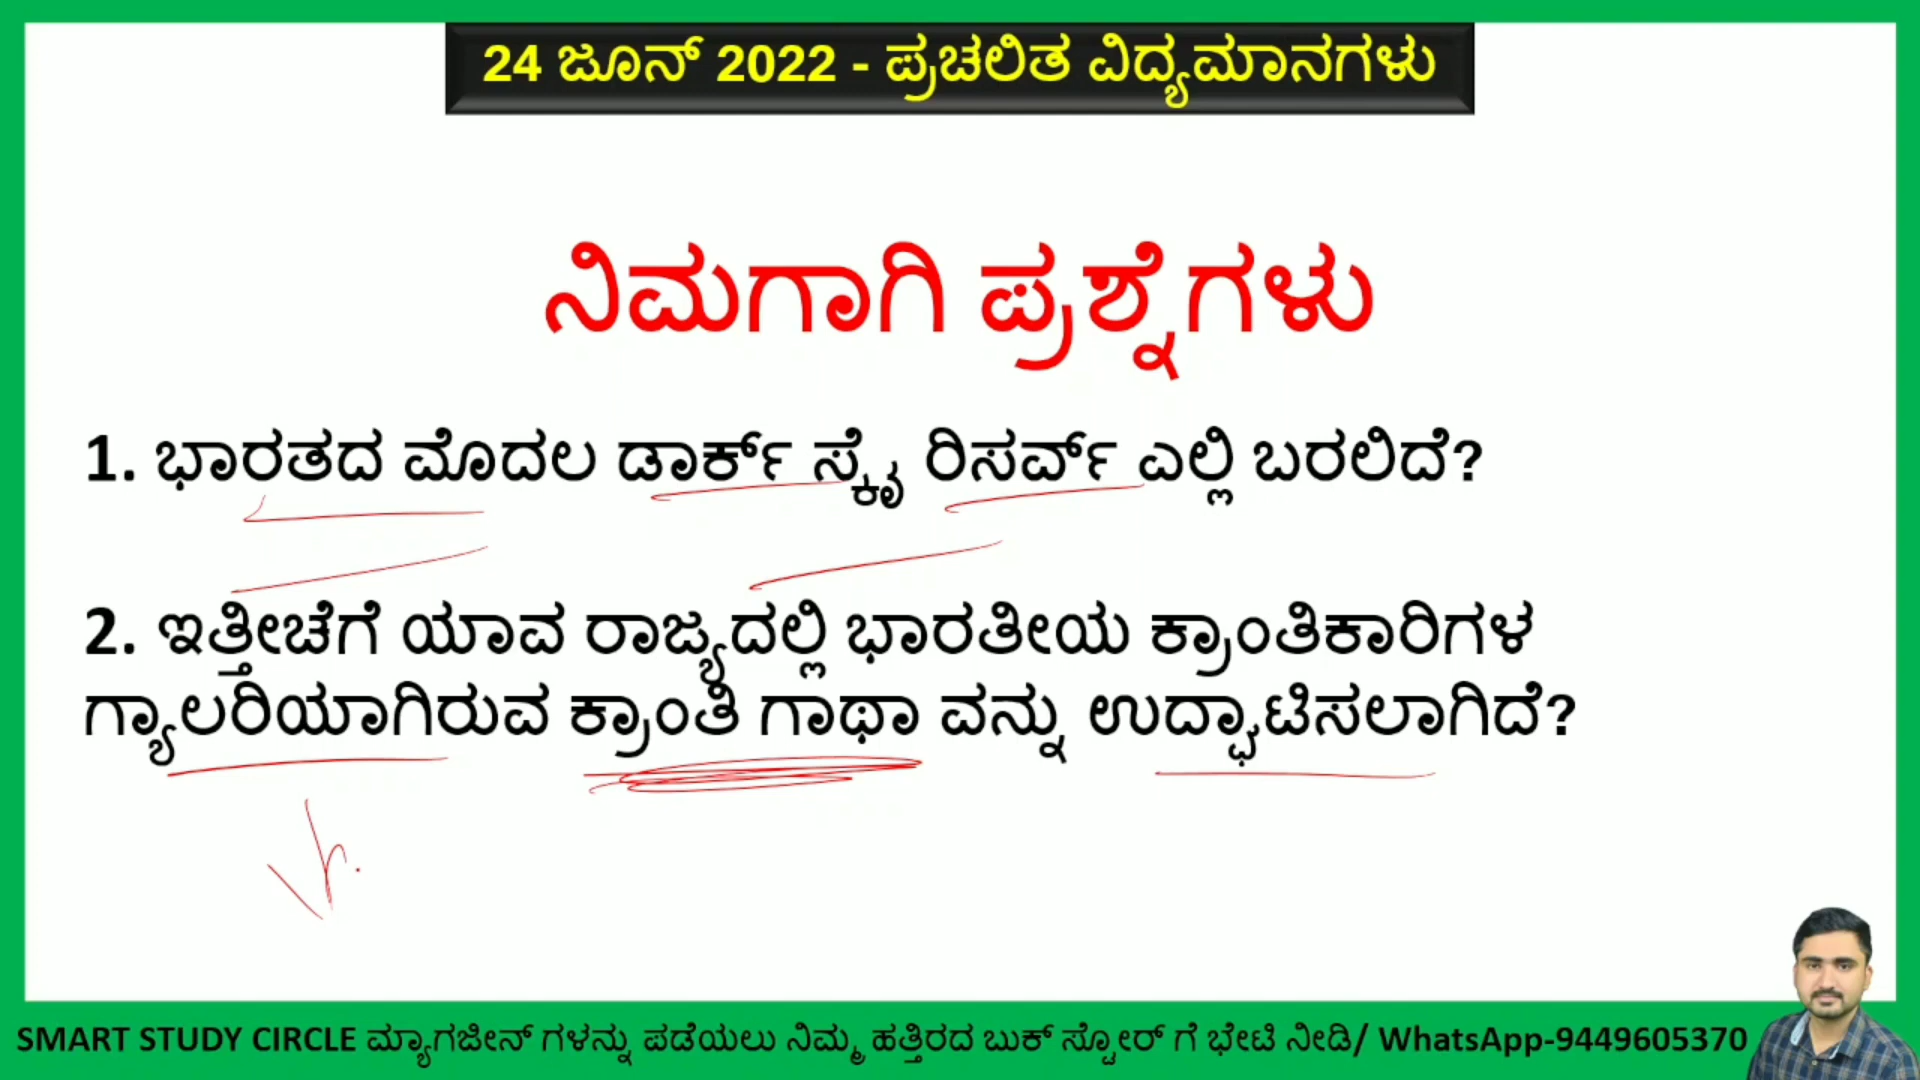 24 ಜೂನ್ 2022 - ಪ್ರಚಲಿತ ವಿದ್ಯಮಾನಗಳು
ನಿಮಗಾಗಿ ಪ್ರಶ್ನೆಗಳು
1. ಭಾರತದ ಮೊದಲ ಡಾರ್ಕ್ ಸ್ಕೈ ರಿಸರ್ವ್ ಎಲ್ಲಿ ಬರಲಿದೆ?
2. ಇತ್ತೀಚೆಗೆ ಯಾವ ರಾಜ್ಯದಲ್ಲಿ ಭಾರತೀಯ ಕ್ರಾಂತಿಕಾರಿಗಳ
ಗ್ಯಾಲರಿಯಾಗಿರುವ ಕ್ರಾಂತಿ ಗಾಥಾ ವನ್ನು ಉದ್ಘಾಟಿಸಲಾಗಿದೆ?
SMART STUDY CIRCLE ಮ್ಯಾಗಜೀನ್ ಗಳನ್ನು ಪಡೆಯಲು ನಿಮ್ಮ ಹತ್ತಿರದ ಬುಕ್ ಸ್ಟೋರ್ ಗೆ ಭೇಟಿ ನೀಡಿ/ WhatsApp-9449605370